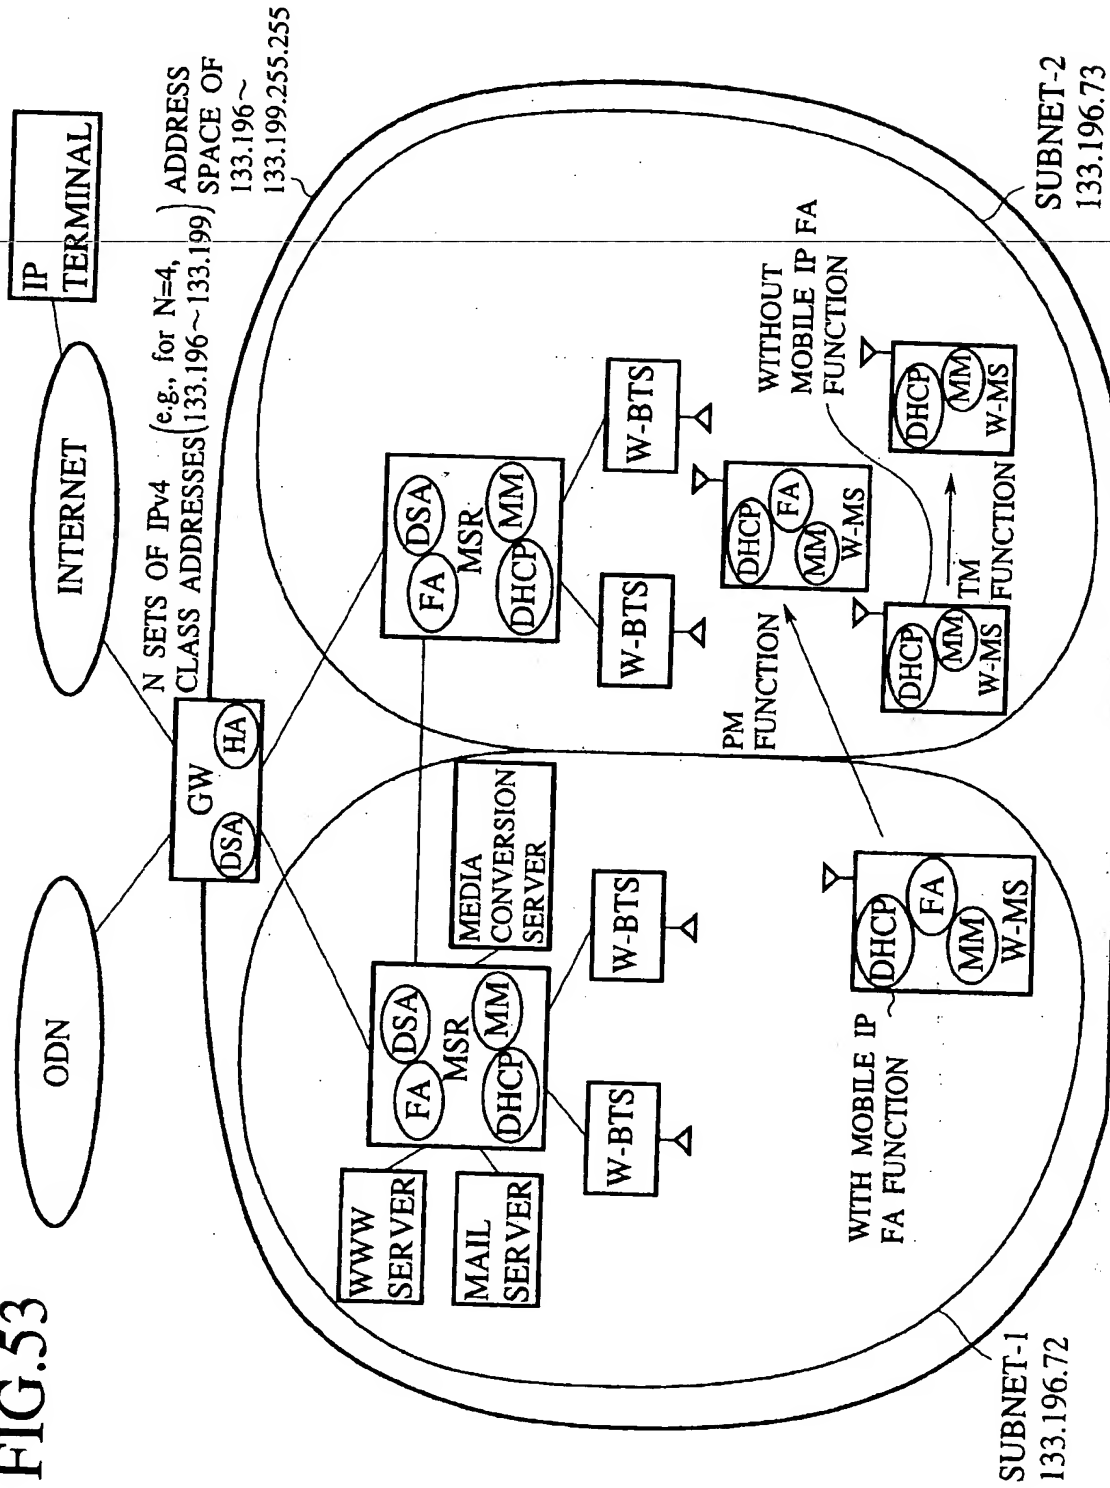 FIG.53
ODN
INTERNET
IP
TERMINAL
GW
DSA
HA
N SETS OF IPv4
CLASS ADDRESSES
(e.g., for N=4,
133.196~133.199)
ADDRESS
SPACE OF
133.196~
133.199.255.255
WWW
SERVER
MAIL
SERVER
FA
DSA
MSR
DHCP
MM
MEDIA
CONVERSION
SERVER
W-BTS
W-BTS
FA
DSA
MSR
DHCP
MM
W-BTS
W-BTS
WITH MOBILE IP
FA FUNCTION
DHCP
FA
MM
W-MS
PM
FUNCTION
DHCP
FA
MM
W-MS
WITHOUT
MOBILE IP FA
FUNCTION
DHCP
MM
W-MS
TM
FUNCTION
DHCP
MM
W-MS
SUBNET-1
133.196.72
SUBNET-2
133.196.73